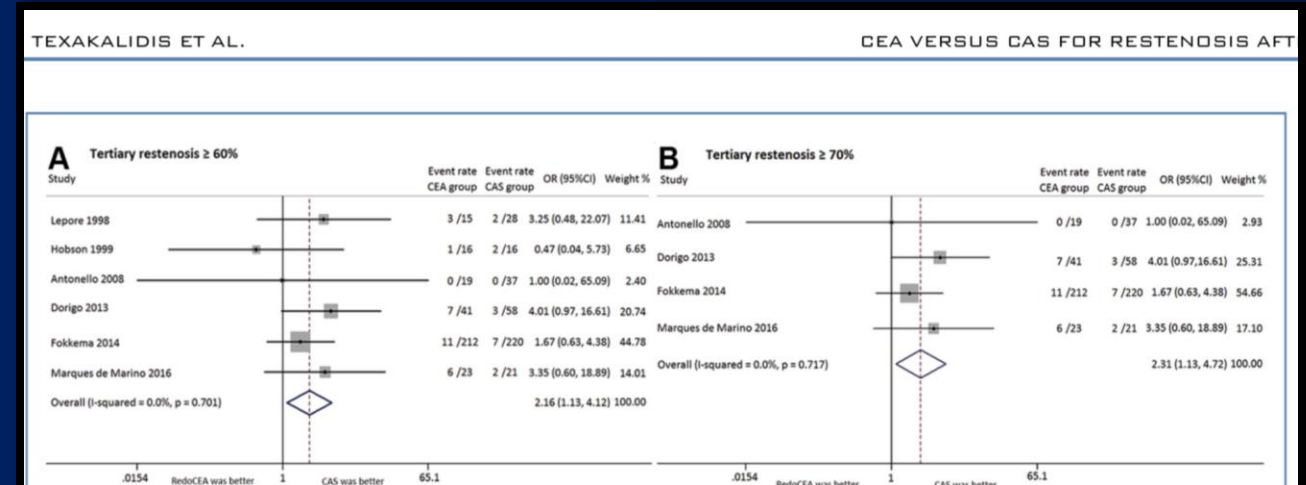 TEXAKALIDIS ET AL.
CEA VERSUS CAS FOR RESTENOSIS AFT
A Tertiary restenosis ≥ 60%
Study
Event rate CEA group
Event rate CAS group
OR (95%CI) Weight %
Lepore 1998 3 /15 2 /28 3.25 (0.48, 22.07) 11.41
Hobson 1999 1 /16 2 /16 0.47 (0.04, 5.73) 6.65
Antonello 2008 0 /19 0 /37 1.00 (0.02, 65.09) 2.40
Dorigo 2013 7 /41 3 /58 4.01 (0.97, 16.61) 20.74
Fokkema 2014 11 /212 7 /220 1.67 (0.63, 4.38) 44.78
Marques de Marino 2016 6 /23 2 /21 3.35 (0.60, 18.89) 14.01
Overall (I-squared = 0.0%, p = 0.701) 2.16 (1.13, 4.12) 100.00
.0154 RedoCEA was better 1 CAS was better 65.1
B Tertiary restenosis ≥ 70%
Study
Event rate CEA group
Event rate CAS group
OR (95%CI) Weight %
Antonello 2008 0 /19 0 /37 1.00 (0.02, 65.09) 2.93
Dorigo 2013 7 /41 3 /58 4.01 (0.97,16.61) 25.31
Fokkema 2014 11 /212 7 /220 1.67 (0.63, 4.38) 54.66
Marques de Marino 2016 6 /23 2 /21 3.35 (0.60, 18.89) 17.10
Overall (I-squared = 0.0%, p = 0.717) 2.31 (1.13, 4.72) 100.00
.0154 RedoCEA was better 1 CAS was better 65.1